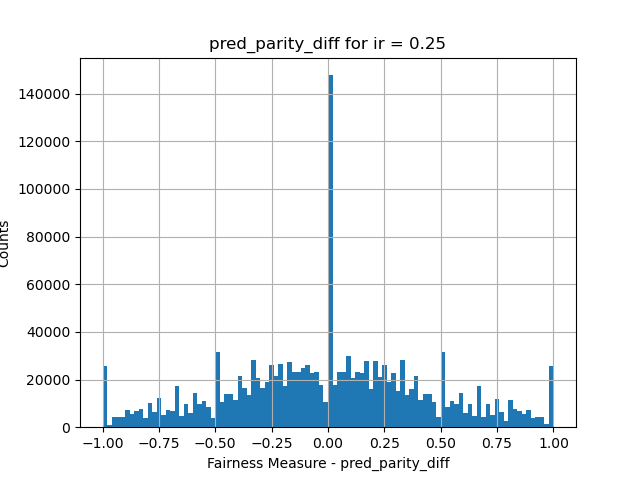 pred_parity_diff for ir = 0.25
140000
120000
100000
80000
60000
40000
20000
0
Counts
−1.00 −0.75 −0.50 −0.25 0.00 0.25 0.50 0.75 1.00
Fairness Measure - pred_parity_diff